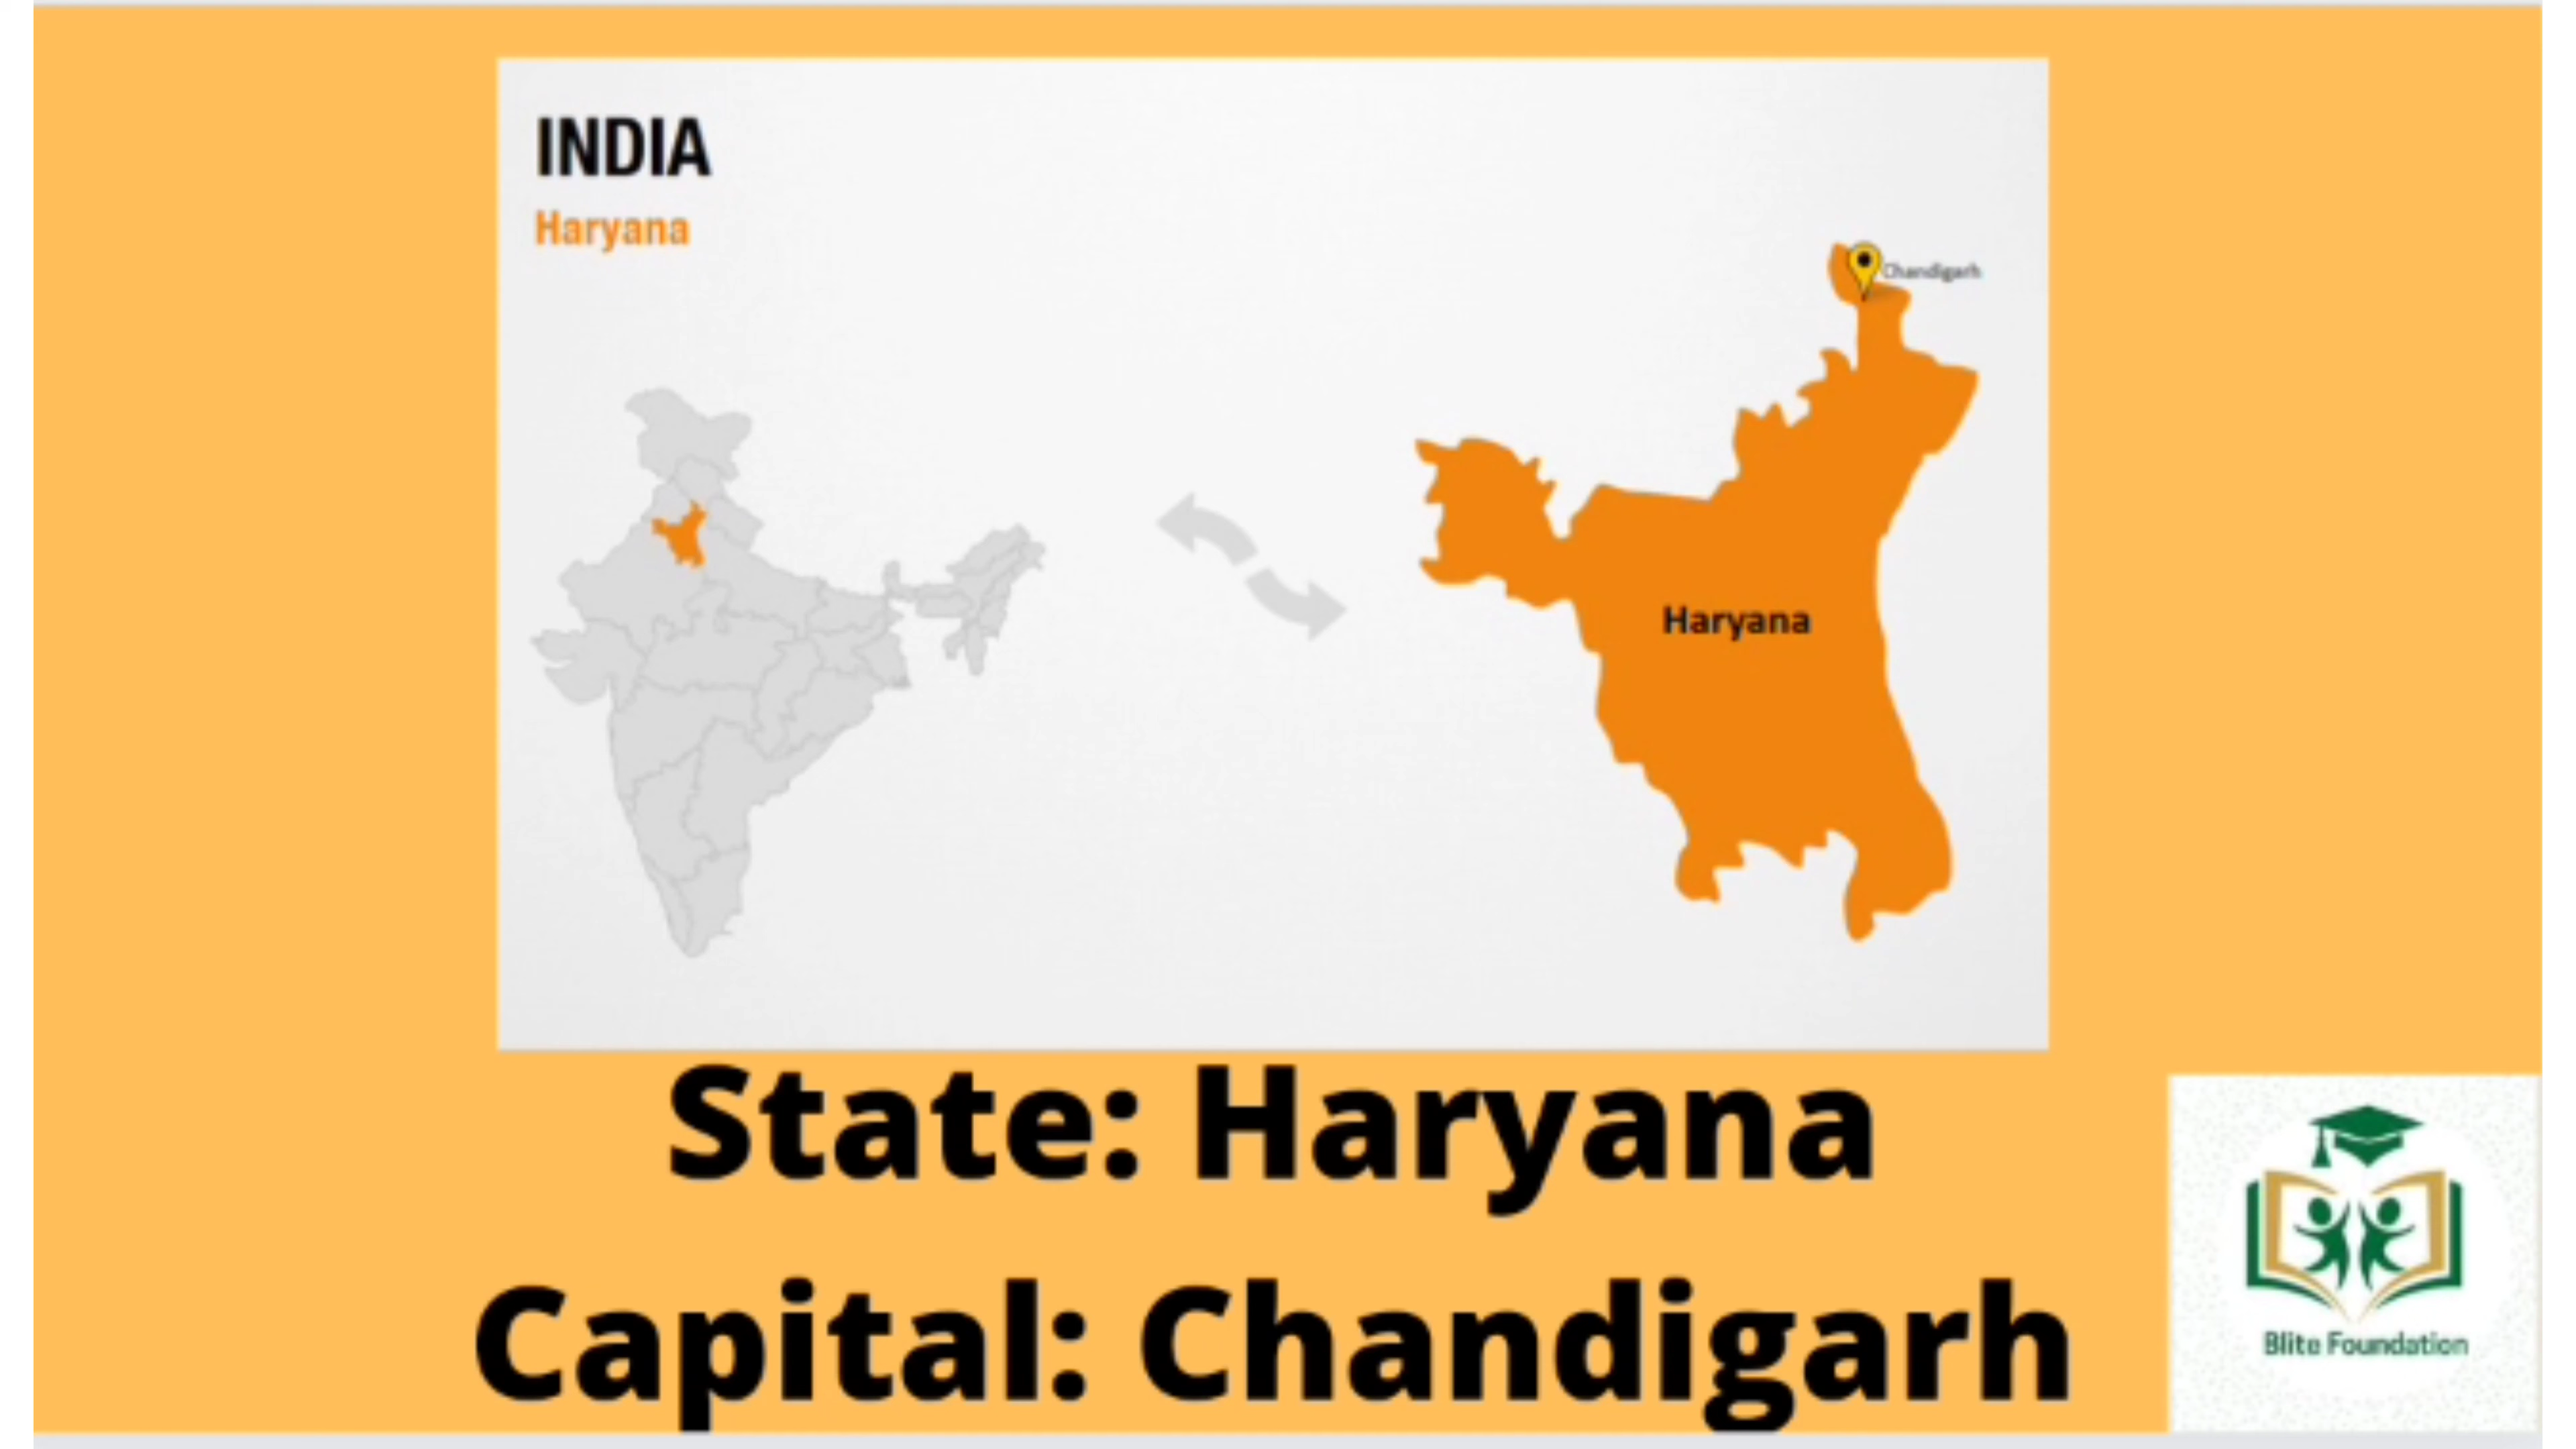 INDIA
Haryana
Chandigarh
Haryana
State: Haryana
Capital: Chandigarh
Blite Foundation